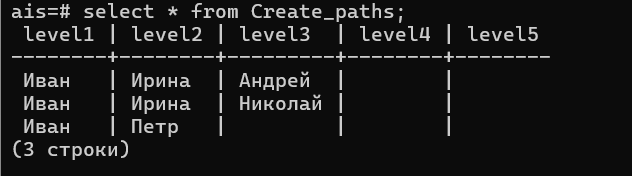 ais=# select * from Create_paths;
 level1 | level2 | level3  | level4 | level5
--------+--------+---------+--------+--------
 Иван   | Ирина  | Андрей  |        |
 Иван   | Ирина  | Николай |        |
 Иван   | Петр   |         |        |
(3 строки)